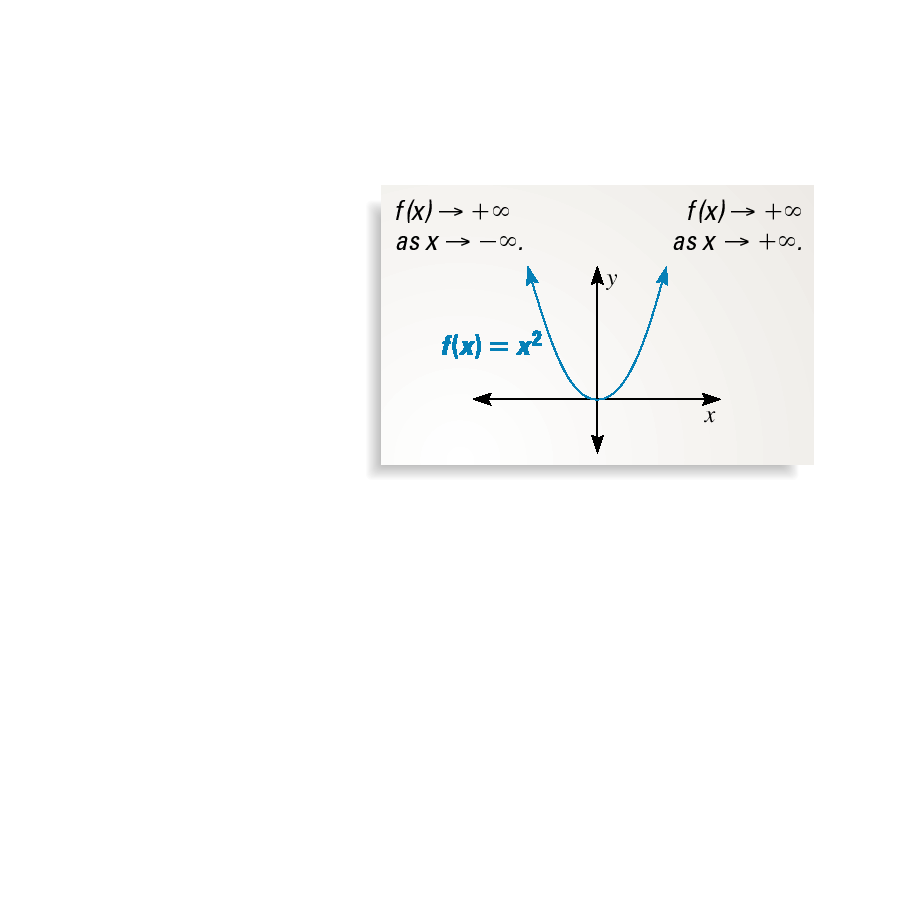 f(x) → +∞
as x → −∞.
f(x) → +∞
as x → +∞.
y
f(x) = x²
x